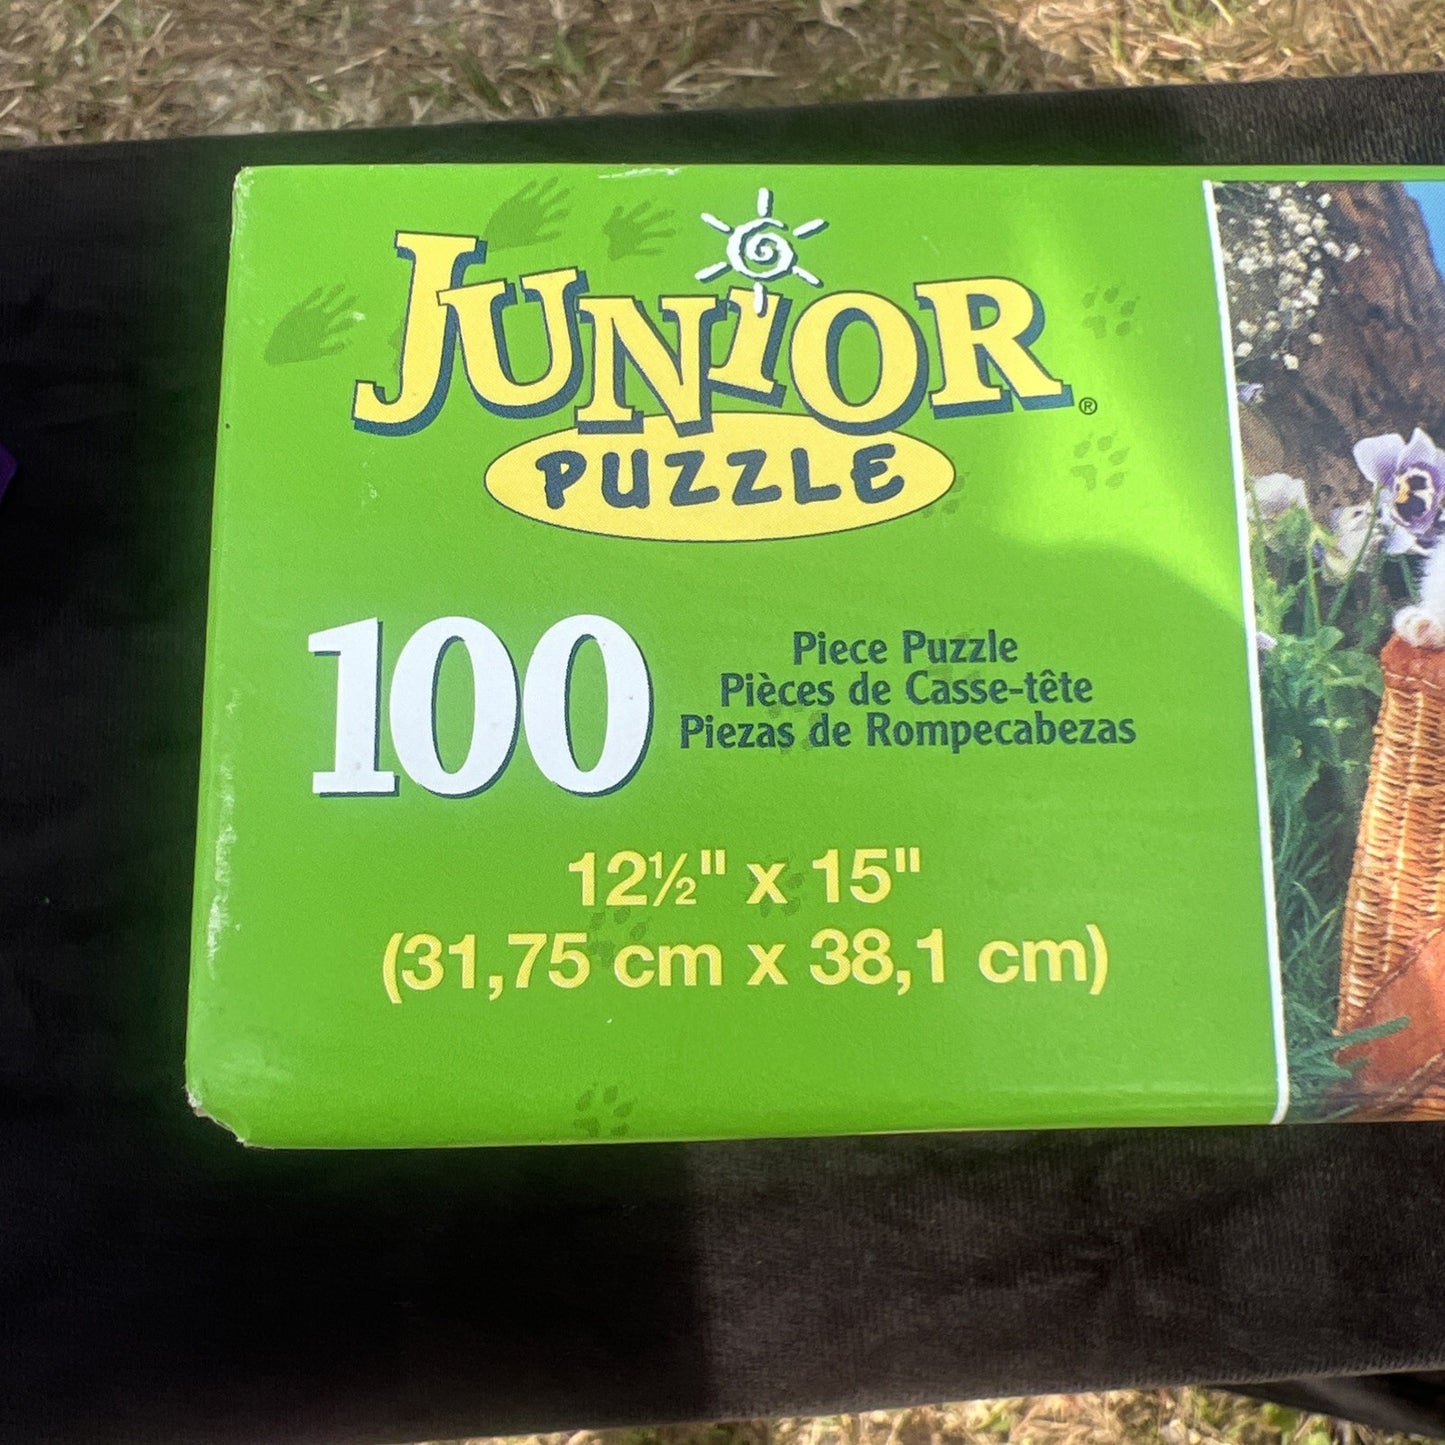 JUNIOR®
PUZZLE
100
Piece Puzzle
Pièces de Casse-tête
Piezas de Rompecabezas
12½" x 15"
(31,75 cm x 38,1 cm)